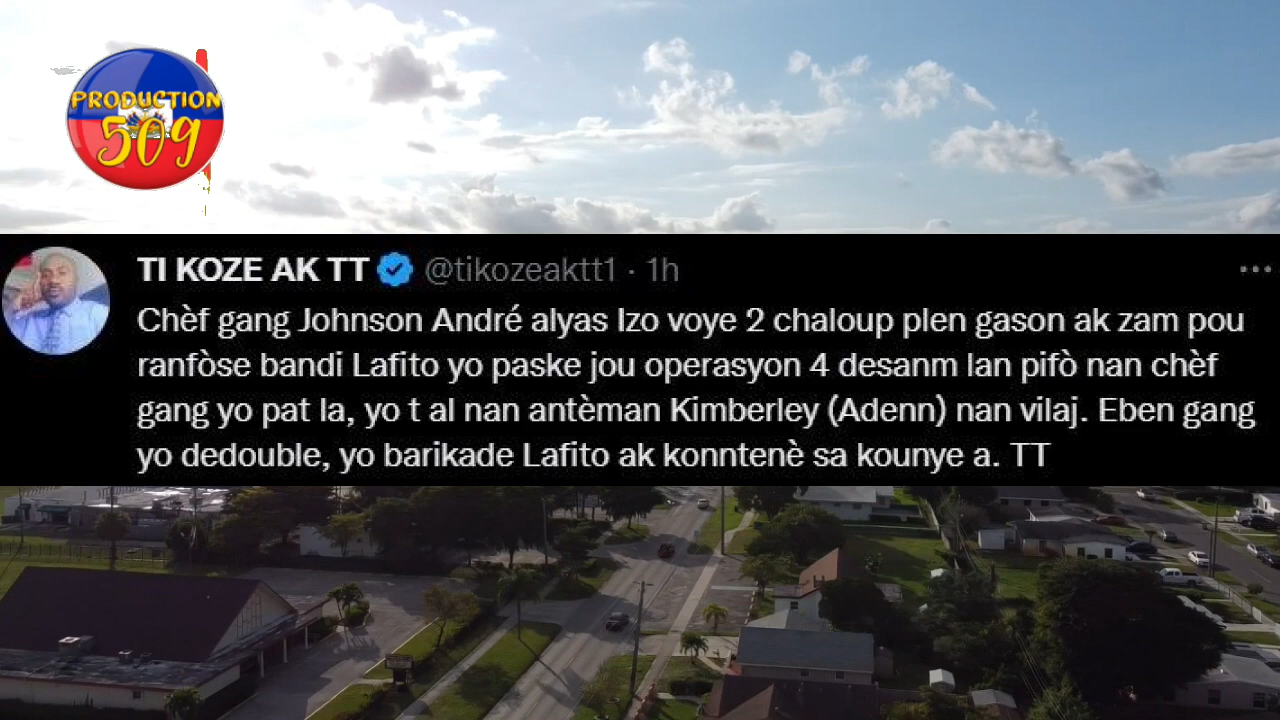 PRODUCTION
509
TI KOZE AK TT @tikozeaktt1 · 1h
Chèf gang Johnson André alyas Izo voye 2 chaloup plen gason ak zam pou
ranfòse bandi Lafito yo paske jou operasyon 4 desanm lan pifò nan chèf
gang yo pat la, yo t al nan antèman Kimberley (Adenn) nan vilaj. Eben gang
yo dedouble, yo barikade Lafito ak konntenè sa kounye a. TT